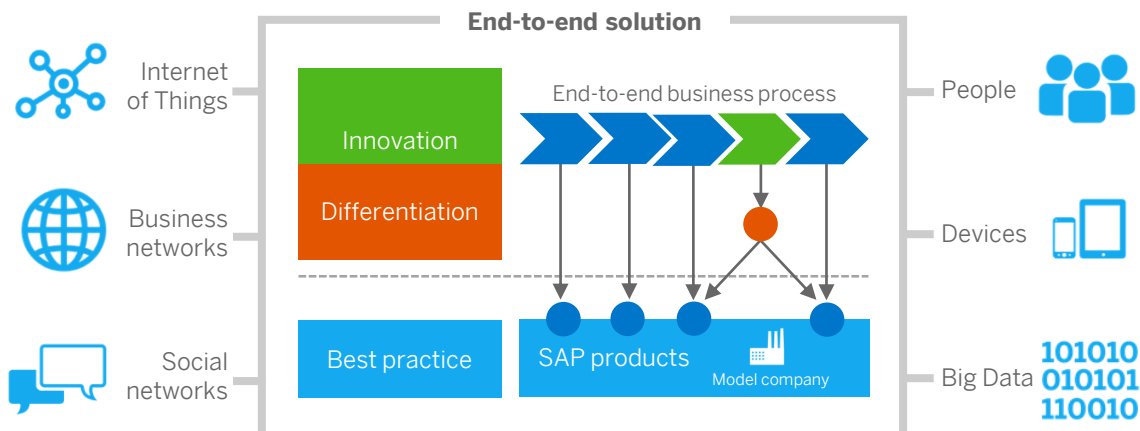 End-to-end solution
Internet
of Things
Business
networks
Social
networks
Innovation
Differentiation
Best practice
End-to-end business process
SAP products
Model company
People
Devices
Big Data
101010
010101
110010